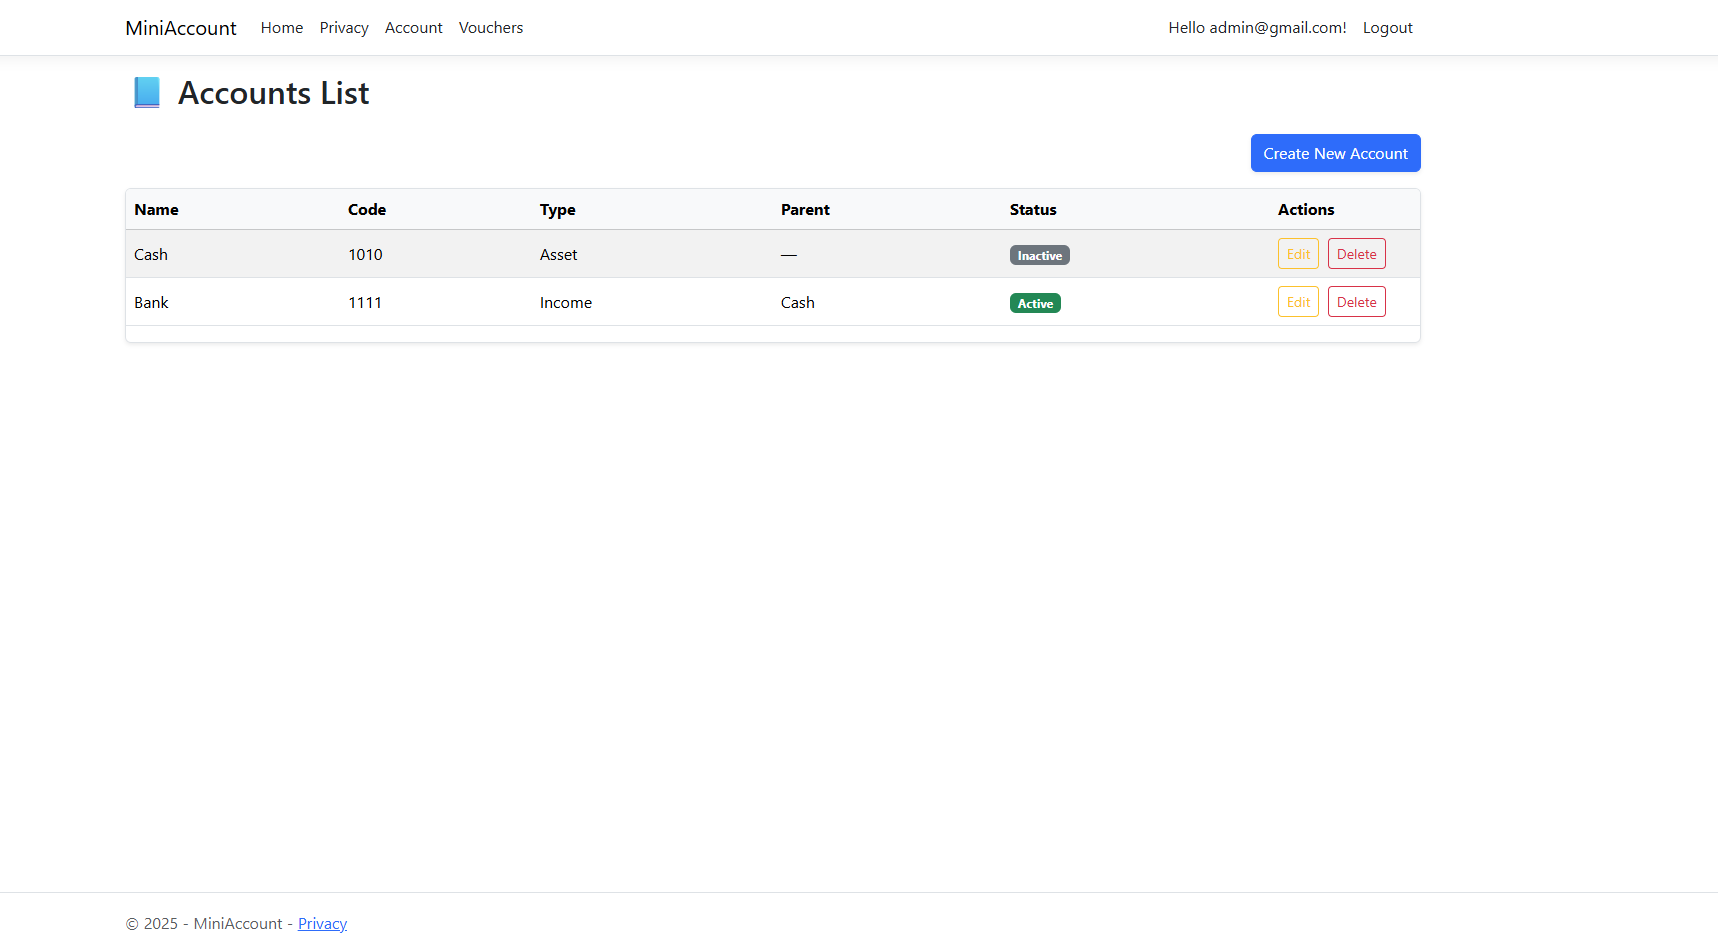 MiniAccount Home Privacy Account Vouchers Hello admin@gmail.com! Logout
Accounts List
Create New Account
Name Code Type Parent Status Actions
Cash 1010 Asset — Inactive Edit Delete
Bank 1111 Income Cash Active Edit Delete
© 2025 - MiniAccount - Privacy